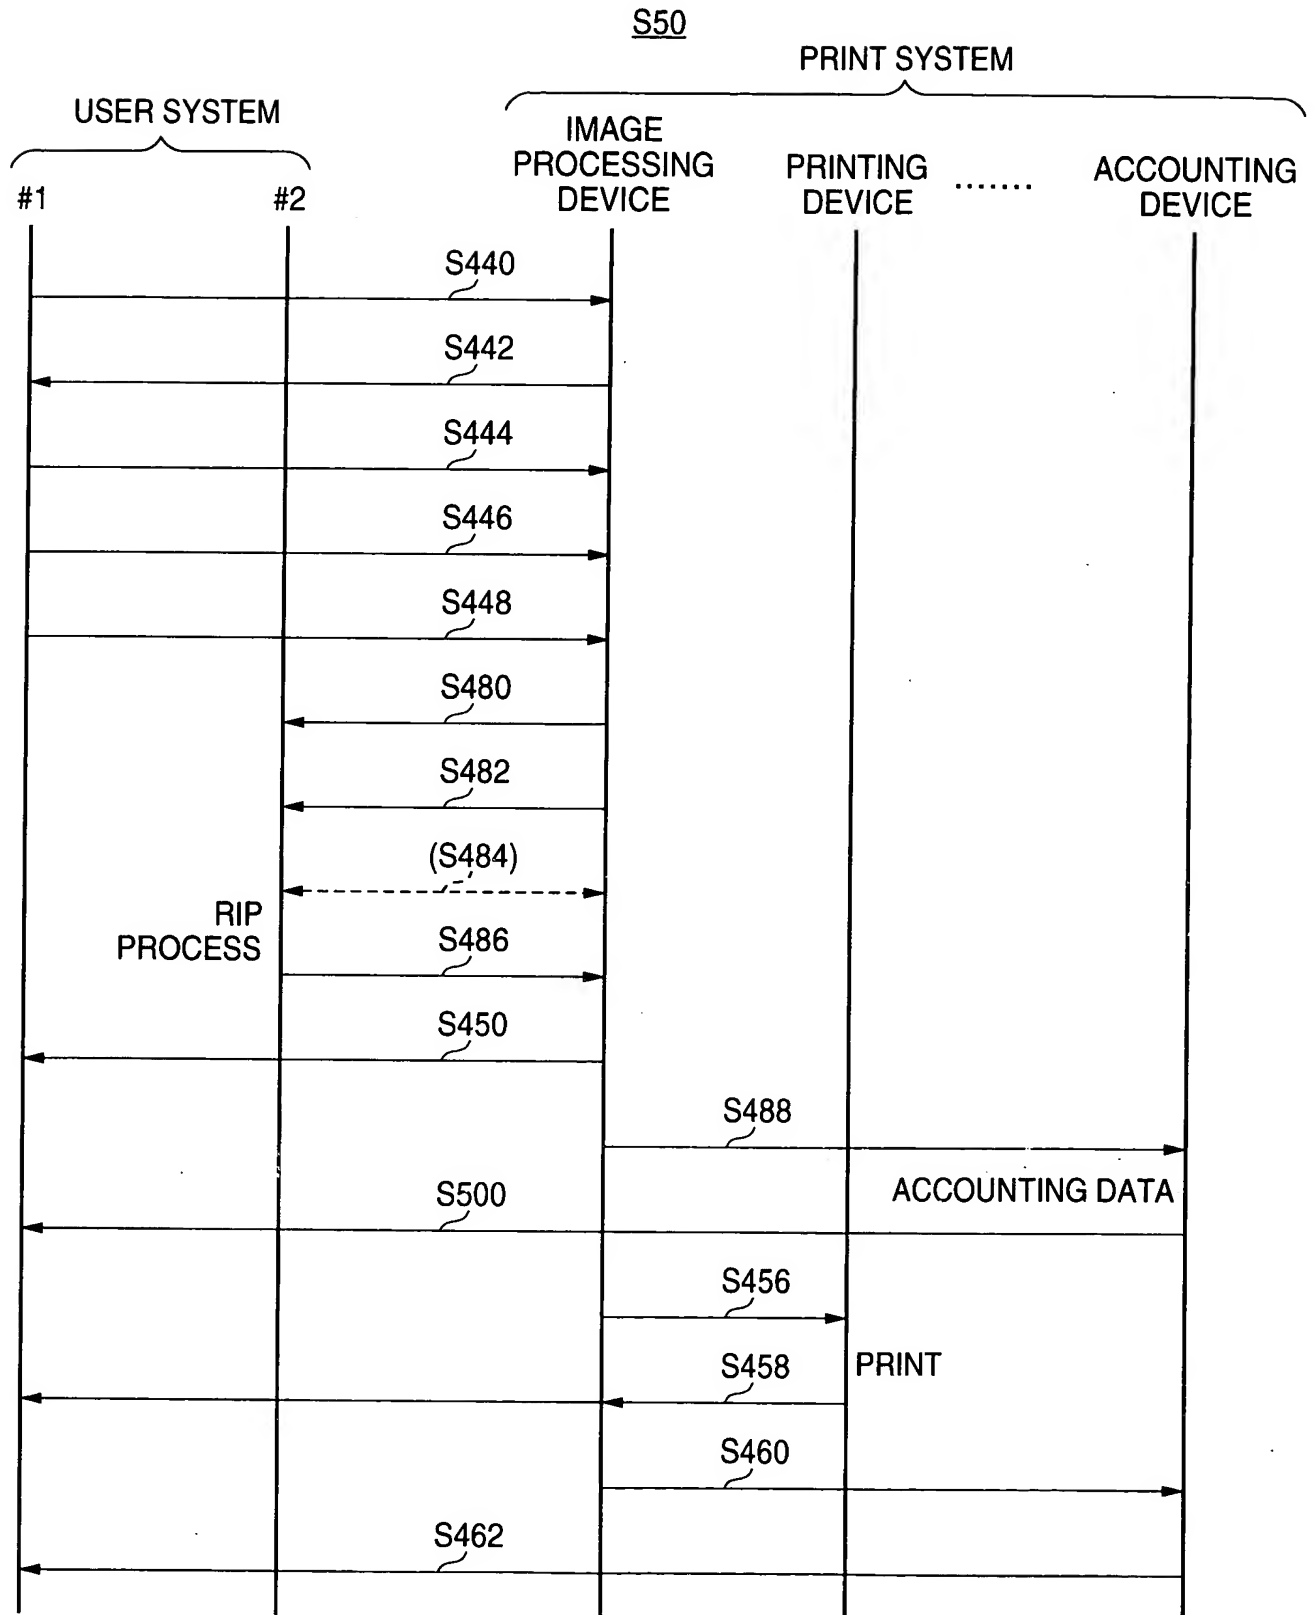 S50
PRINT SYSTEM
USER SYSTEM
IMAGE
PROCESSING
DEVICE
PRINTING
DEVICE
.......
ACCOUNTING
DEVICE
#1
#2
S440
S442
S444
S446
S448
S480
S482
(S484)
RIP
PROCESS
S486
S450
S488
ACCOUNTING DATA
S500
S456
S458
PRINT
S460
S462